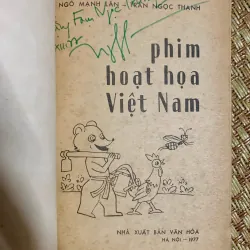 NGÔ MẠNH LÂN - TRẦN NGỌC THANH
phim
hoạt họa
Việt Nam
NHÀ XUẤT BẢN VĂN HÓA
HÀ NỘI - 1977